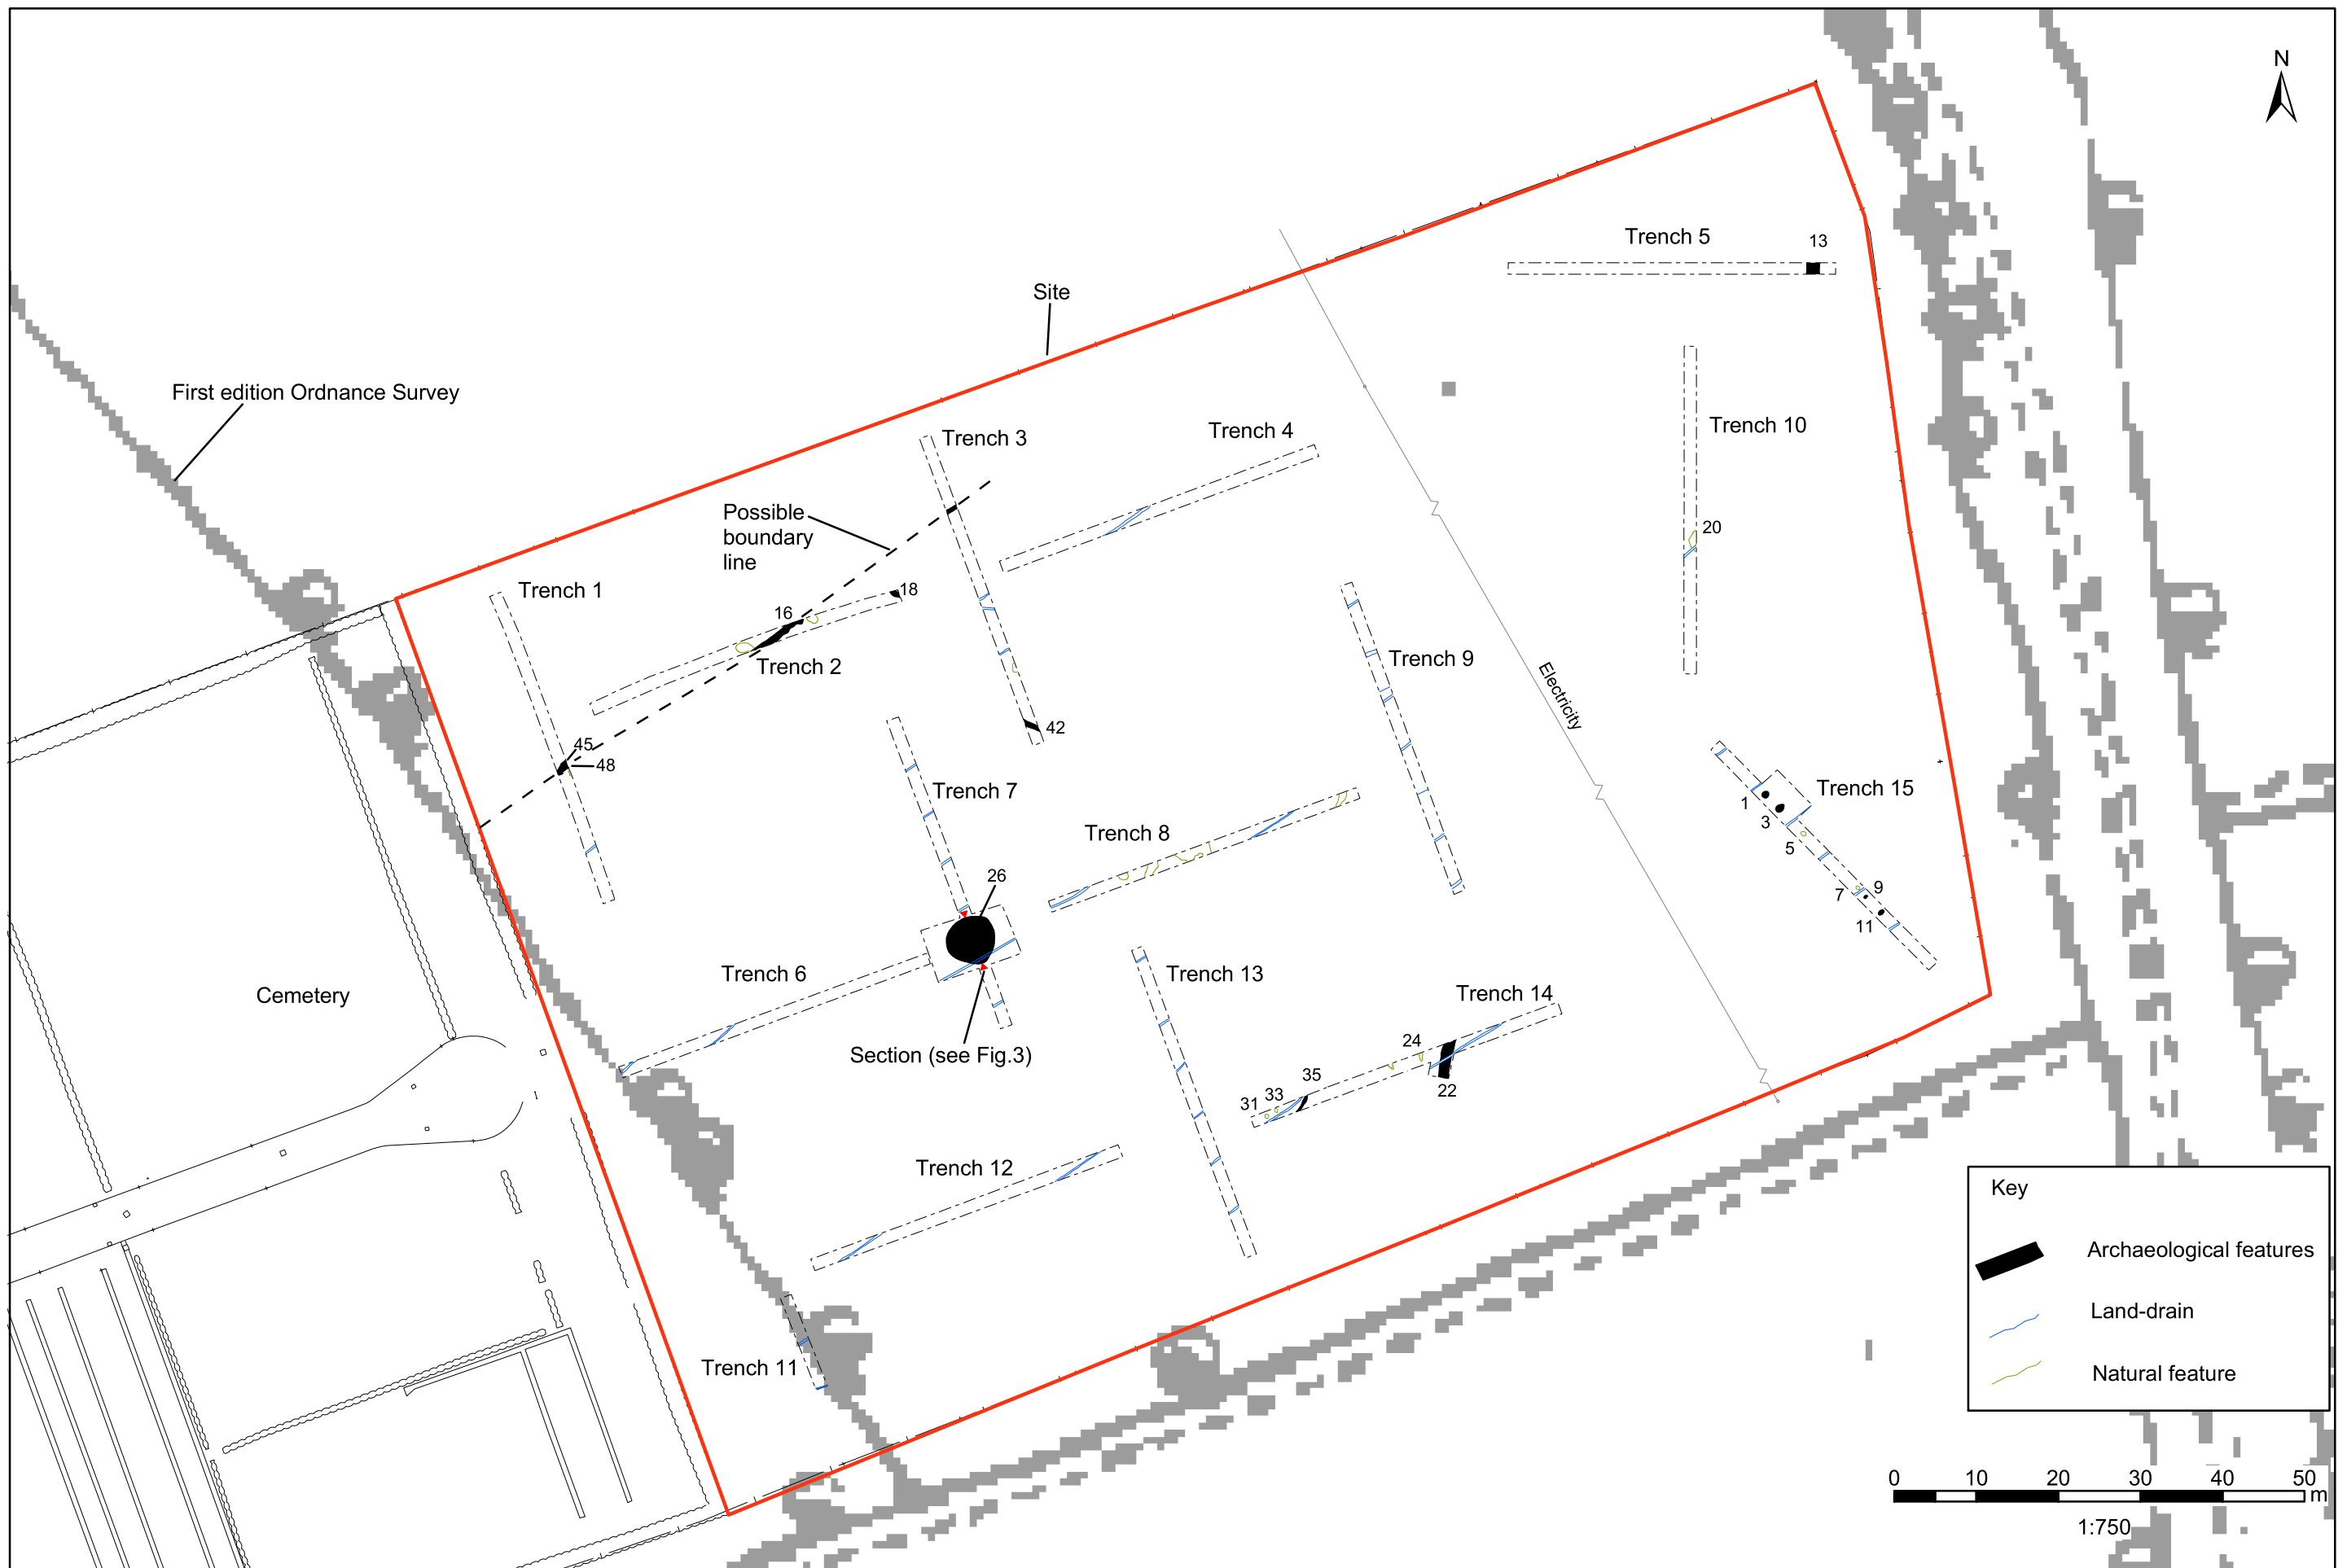 N
Trench 5
13
Site
First edition Ordnance Survey
Trench 3
Trench 4
Trench 10
Possible
boundary
line
20
Trench 1
18
16
Trench 2
Trench 9
Electricity
42
45
48
Trench 7
Trench 15
1
3
5
Trench 8
26
9
7
11
Trench 6
Trench 13
Cemetery
Trench 14
Section (see Fig.3)
24
35
31
33
22
Trench 12
Trench 11
Key
Archaeological features
Land-drain
Natural feature
0 10 20 30 40 50
m
1:750